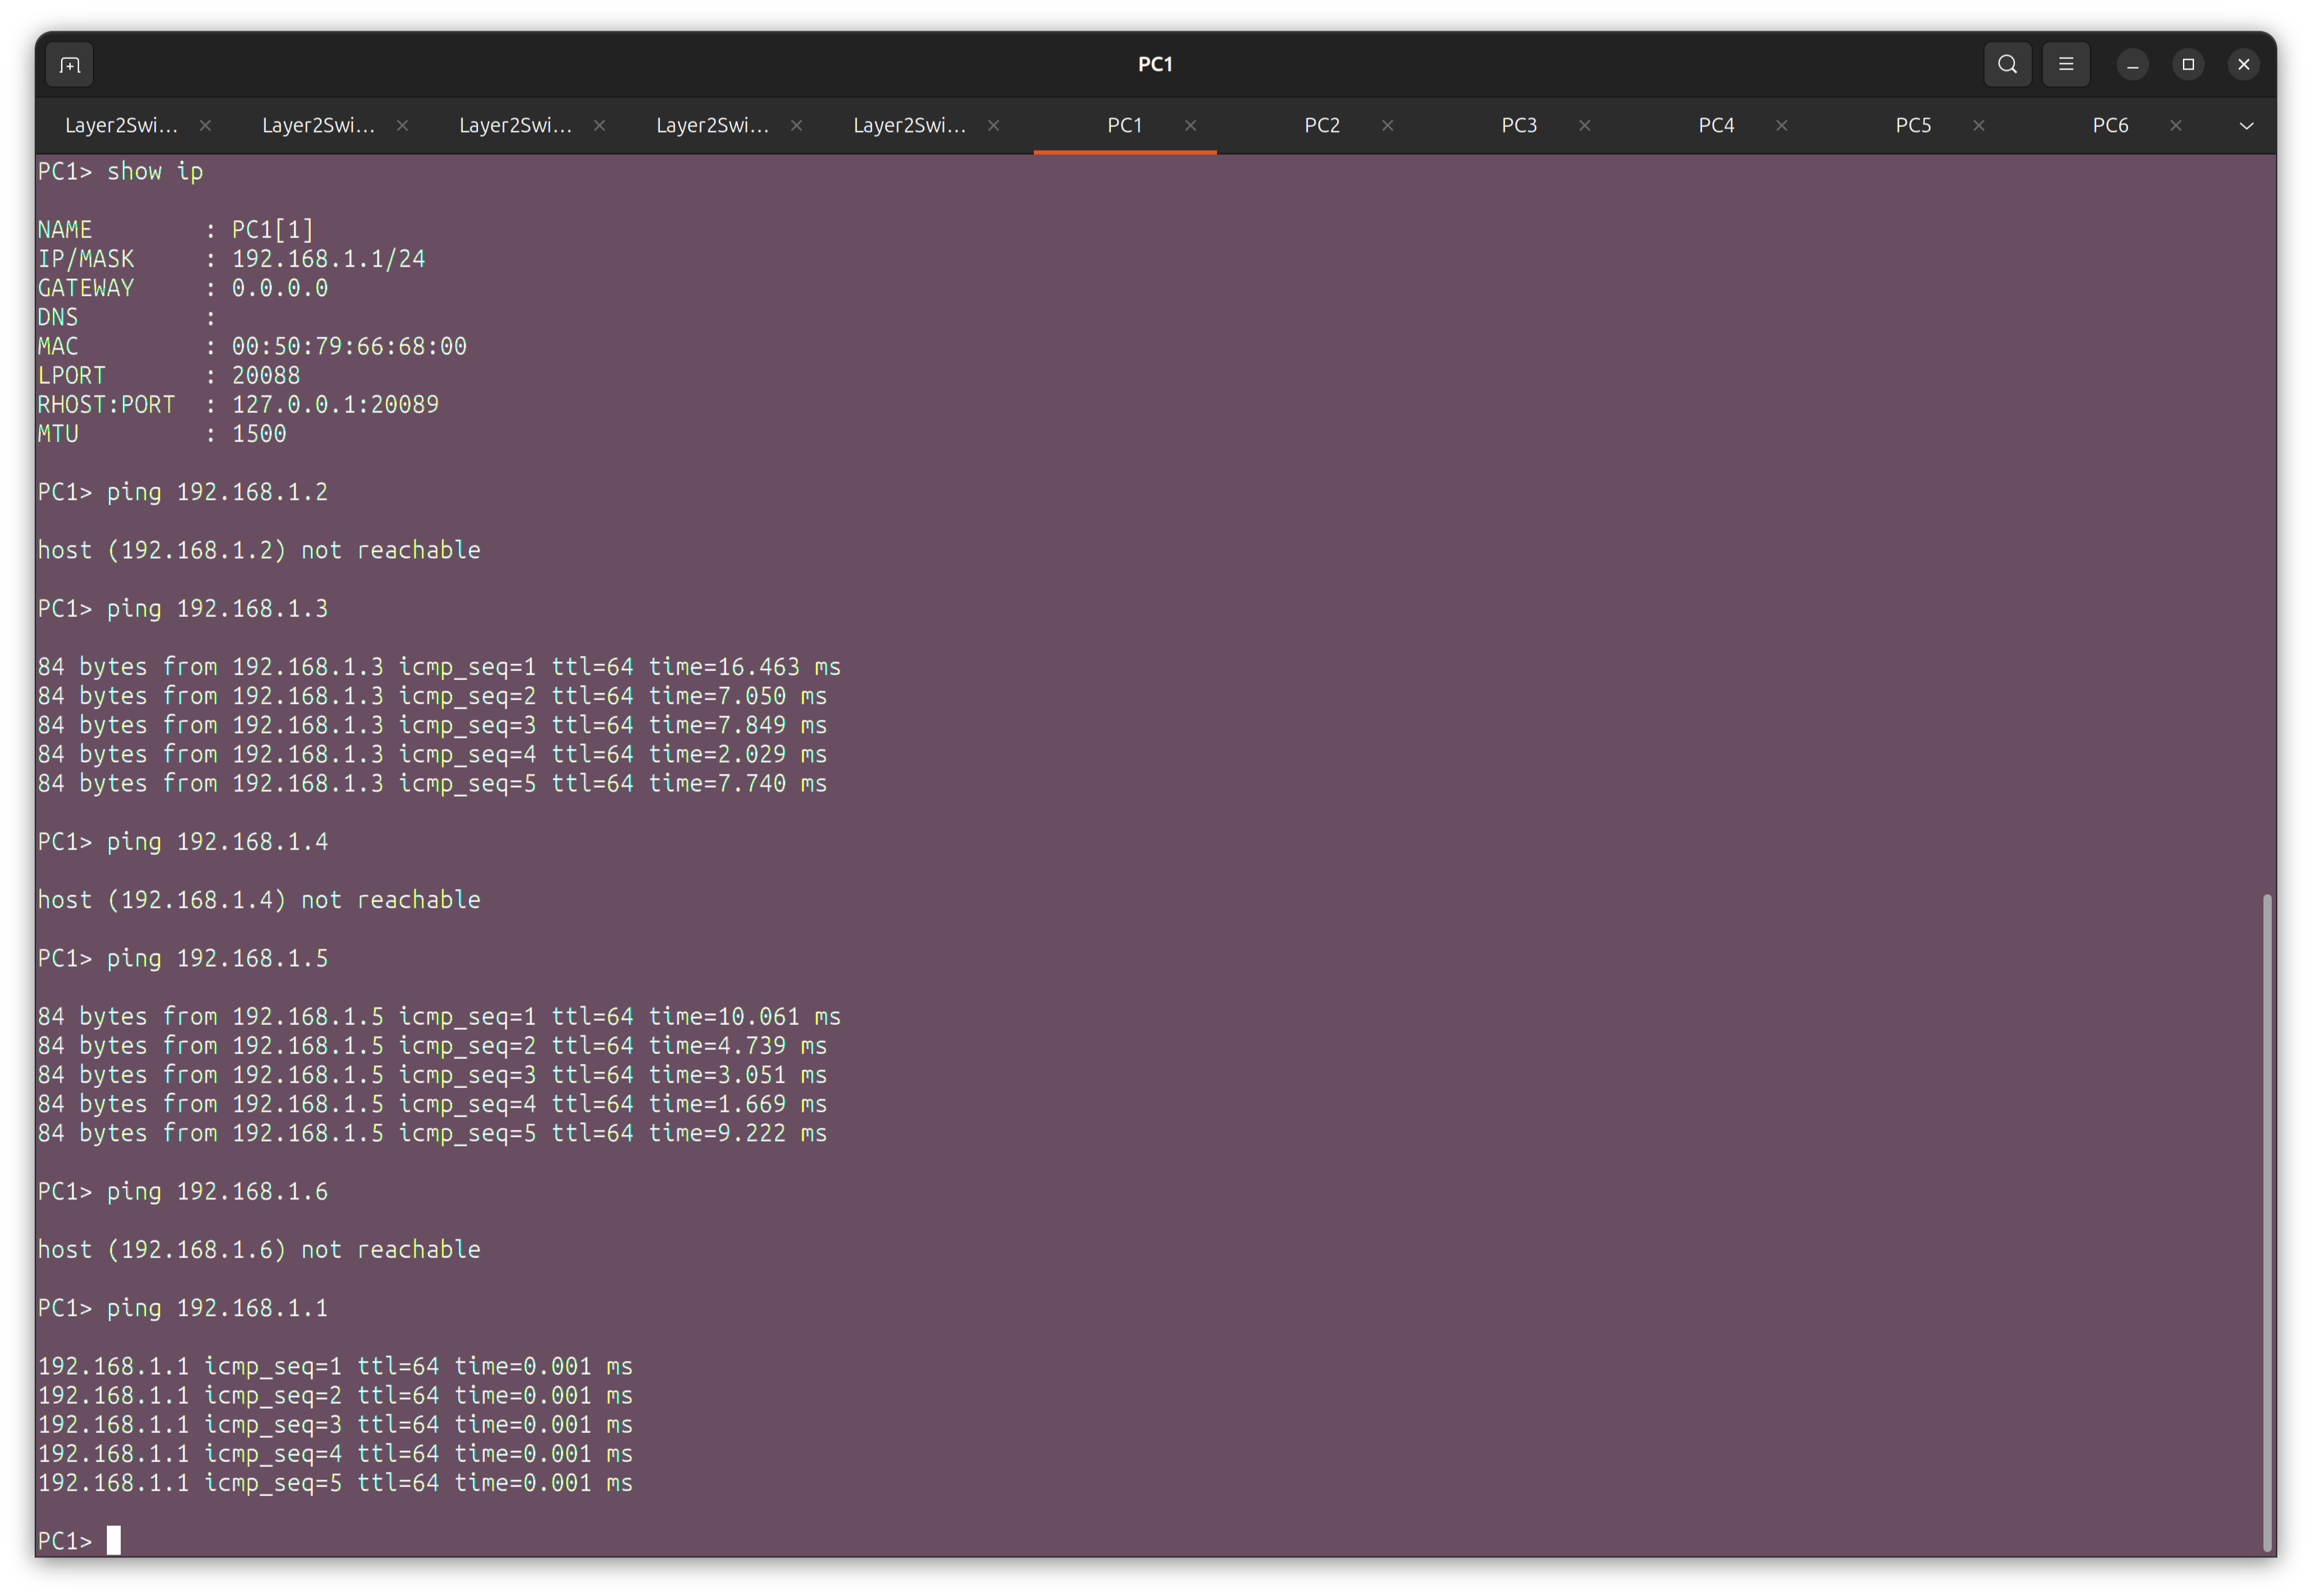 PC1
Layer2Swi... Layer2Swi... Layer2Swi... Layer2Swi... Layer2Swi... PC1 PC2 PC3 PC4 PC5 PC6
PC1> show ip
NAME : PC1[1]
IP/MASK : 192.168.1.1/24
GATEWAY : 0.0.0.0
DNS :
MAC : 00:50:79:66:68:00
LPORT : 20088
RHOST:PORT : 127.0.0.1:20089
MTU : 1500
PC1> ping 192.168.1.2
host (192.168.1.2) not reachable
PC1> ping 192.168.1.3
84 bytes from 192.168.1.3 icmp_seq=1 ttl=64 time=16.463 ms
84 bytes from 192.168.1.3 icmp_seq=2 ttl=64 time=7.050 ms
84 bytes from 192.168.1.3 icmp_seq=3 ttl=64 time=7.849 ms
84 bytes from 192.168.1.3 icmp_seq=4 ttl=64 time=2.029 ms
84 bytes from 192.168.1.3 icmp_seq=5 ttl=64 time=7.740 ms
PC1> ping 192.168.1.4
host (192.168.1.4) not reachable
PC1> ping 192.168.1.5
84 bytes from 192.168.1.5 icmp_seq=1 ttl=64 time=10.061 ms
84 bytes from 192.168.1.5 icmp_seq=2 ttl=64 time=4.739 ms
84 bytes from 192.168.1.5 icmp_seq=3 ttl=64 time=3.051 ms
84 bytes from 192.168.1.5 icmp_seq=4 ttl=64 time=1.669 ms
84 bytes from 192.168.1.5 icmp_seq=5 ttl=64 time=9.222 ms
PC1> ping 192.168.1.6
host (192.168.1.6) not reachable
PC1> ping 192.168.1.1
192.168.1.1 icmp_seq=1 ttl=64 time=0.001 ms
192.168.1.1 icmp_seq=2 ttl=64 time=0.001 ms
192.168.1.1 icmp_seq=3 ttl=64 time=0.001 ms
192.168.1.1 icmp_seq=4 ttl=64 time=0.001 ms
192.168.1.1 icmp_seq=5 ttl=64 time=0.001 ms
PC1>